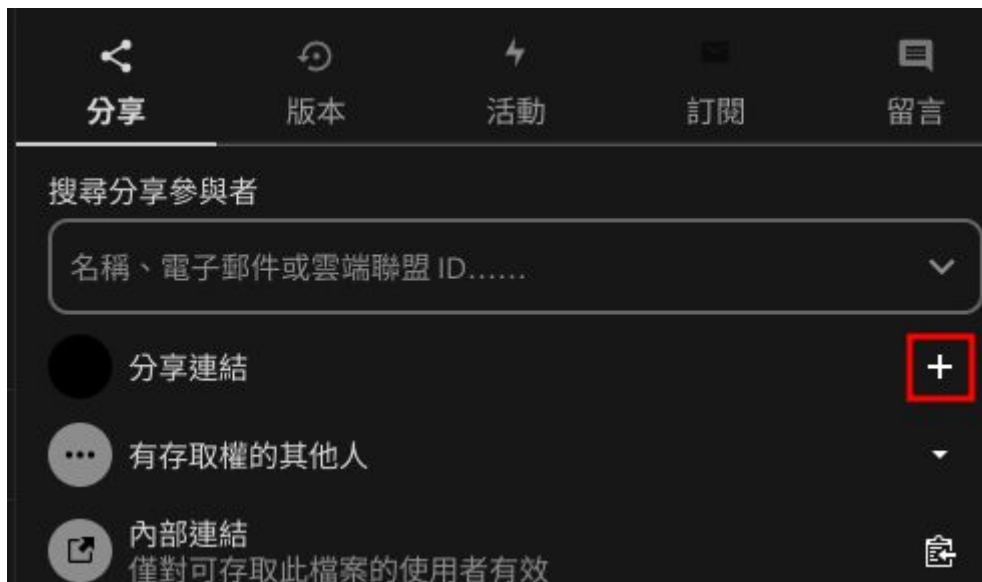 分享 版本 活動 訂閱 留言
搜尋分享參與者
名稱、電子郵件或雲端聯盟 ID……
分享連結
有存取權的其他人
內部連結
僅對可存取此檔案的使用者有效